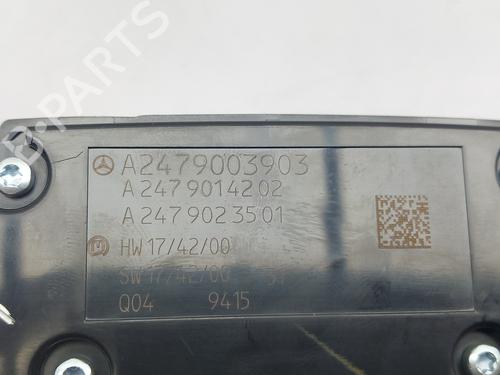 A2479003903
A 247 901 42 02
A 247 902 35 01
HW 17/42/00
SW 17/42/00
Q04 9415